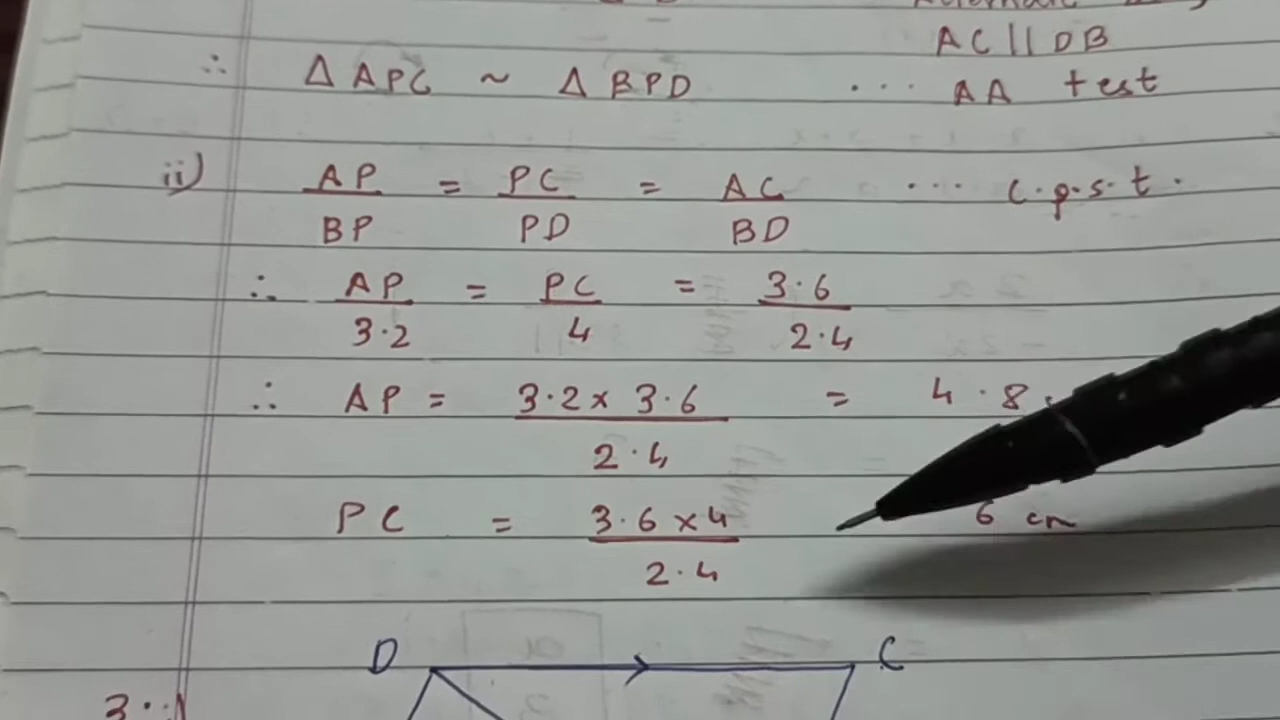 AC || DB
∴ Δ APC ~ Δ BPD ... AA test
ii) AP/BP = PC/PD = AC/BD ... c.p.s.t.
∴ AP/3.2 = PC/4 = 3.6/2.4
∴ AP = 3.2 x 3.6/2.4 = 4.8
PC = 3.6 x 4/2.4 6 cm
D C